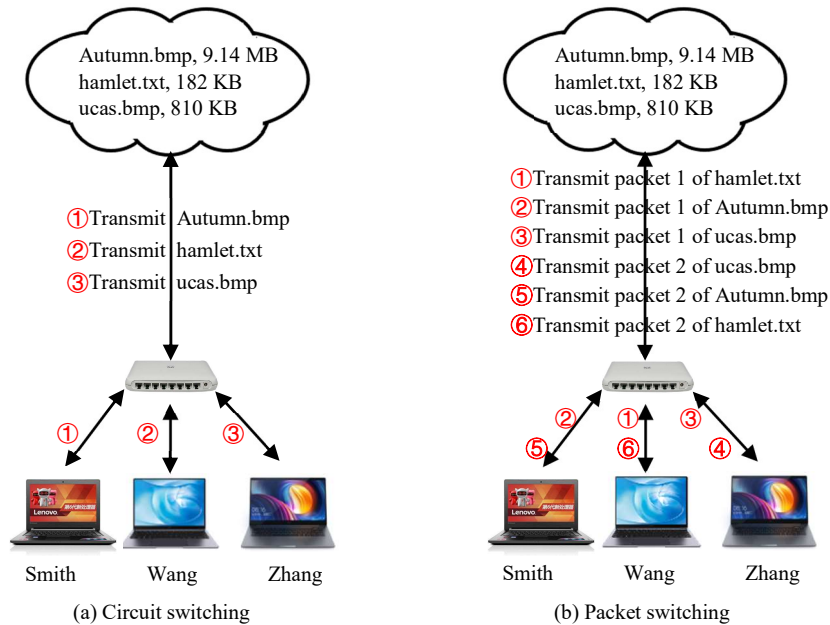 Autumn.bmp, 9.14 MB
hamlet.txt, 182 KB
ucas.bmp, 810 KB
①Transmit Autumn.bmp
②Transmit hamlet.txt
③Transmit ucas.bmp
①
②
③
Lenovo
Smith
Wang
Zhang
(a) Circuit switching
Autumn.bmp, 9.14 MB
hamlet.txt, 182 KB
ucas.bmp, 810 KB
①Transmit packet 1 of hamlet.txt
②Transmit packet 1 of Autumn.bmp
③Transmit packet 1 of ucas.bmp
④Transmit packet 2 of ucas.bmp
⑤Transmit packet 2 of Autumn.bmp
⑥Transmit packet 2 of hamlet.txt
②
①
③
⑤
⑥
④
Lenovo
Smith
Wang
Zhang
(b) Packet switching